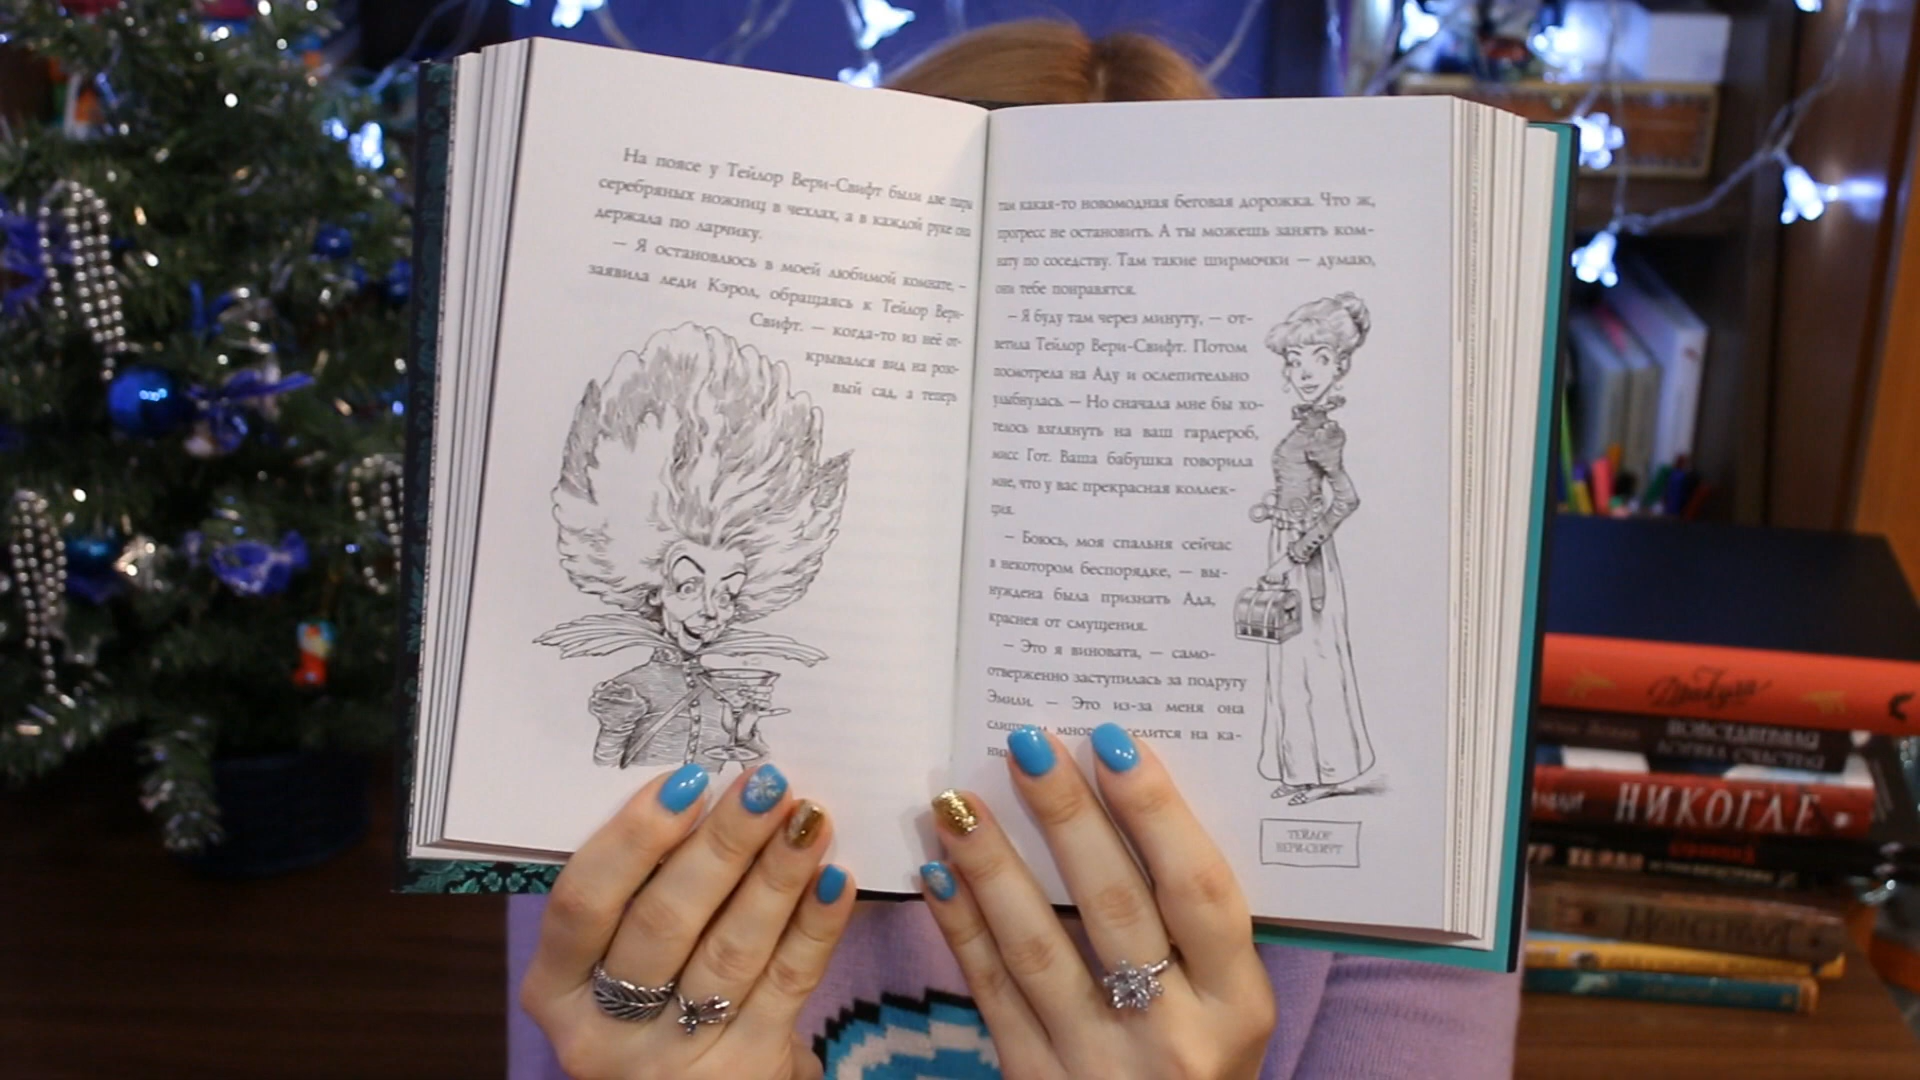 На поясе у Тейлор Вери-Свифт были две пары
серебряных ножниц в чехлах, а в каждой руке она
держала по ларчику.
— Я остановлюсь в моей любимой комнате, –
заявила леди Кэрол, обращаясь к Тейлор Вери-
Свифт. — когда-то из неё от-
крывался вид на розо-
вый сад, а теперь
там какая-то новомодная беговая дорожка. Что ж,
прогресс не остановить. А ты можешь занять ком-
нату по соседству. Там такие ширмочки — думаю,
они тебе понравятся.
– Я буду там через минуту, — от-
ветила Тейлор Вери-Свифт. Потом
посмотрела на Аду и ослепительно
улыбнулась. — Но сначала мне бы хо-
телось взглянуть на ваш гардероб,
мисс Гот. Ваша бабушка говорила
мне, что у вас прекрасная коллек-
ция.
— Боюсь, моя спальня сейчас
в некотором беспорядке, — вы-
нуждена была признать Ада,
краснея от смущения.
— Это я виновата, — само-
отверженно заступилась за подругу
Эмили. — Это из-за меня она
на ка-
ТЕЙЛОР
ВЕРИ-СВИФТ
НИКОГДЕ